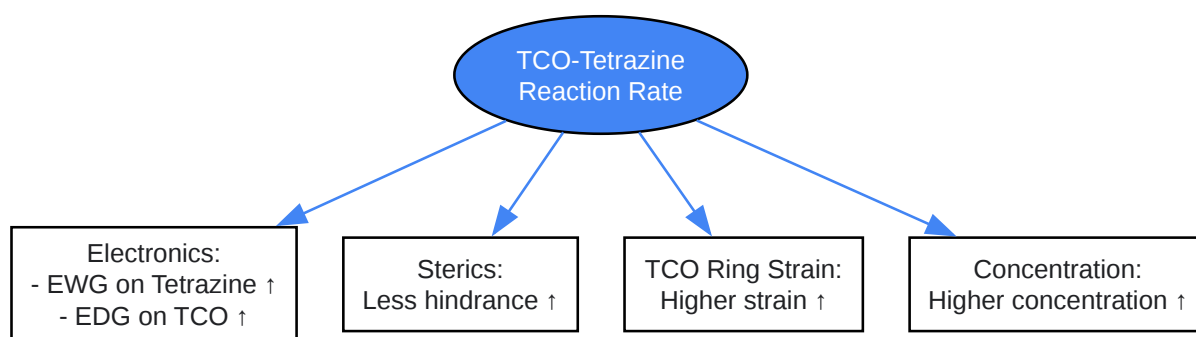 TCO-Tetrazine
Reaction Rate
Electronics:
- EWG on Tetrazine ↑
- EDG on TCO ↑
Sterics:
Less hindrance ↑
TCO Ring Strain:
Higher strain ↑
Concentration:
Higher concentration ↑